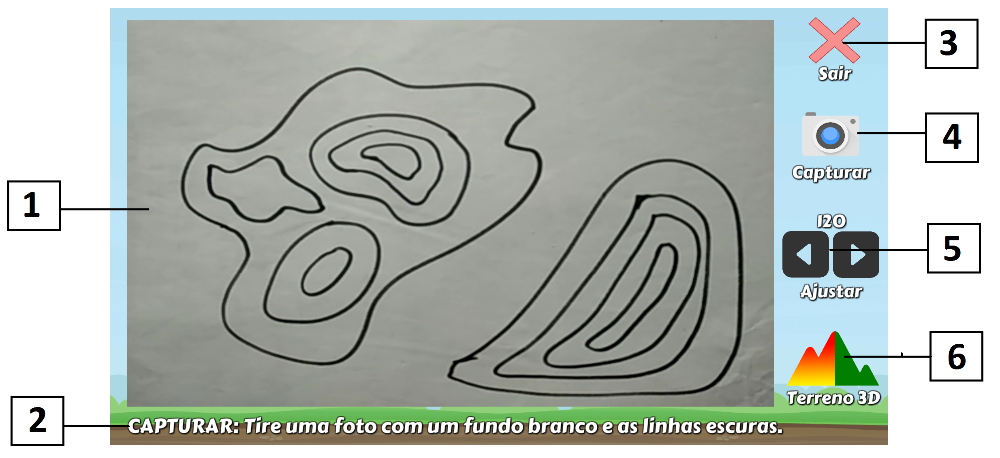 3
Sair
4
Capturar
120
1
5
Ajustar
6
Terreno 3D
2
CAPTURAR: Tire uma foto com um fundo branco e as linhas escuras.